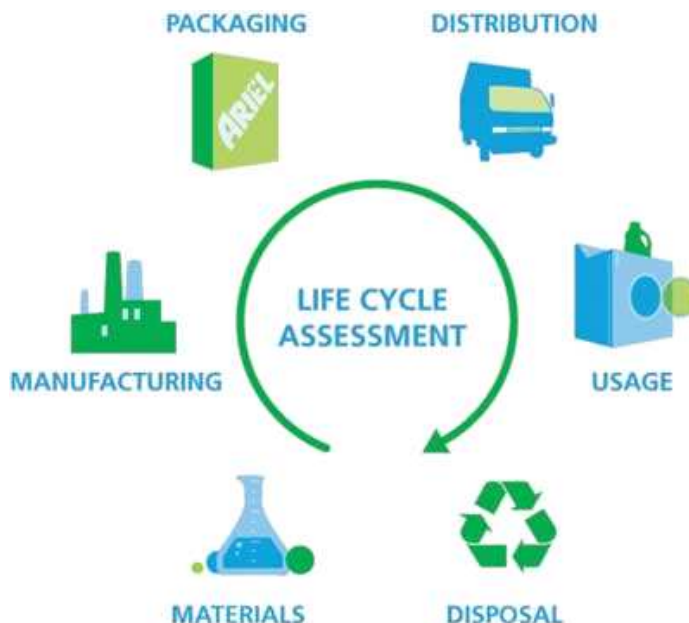 PACKAGING
DISTRIBUTION
ARIEL
LIFE CYCLE
ASSESSMENT
MANUFACTURING
USAGE
MATERIALS
DISPOSAL